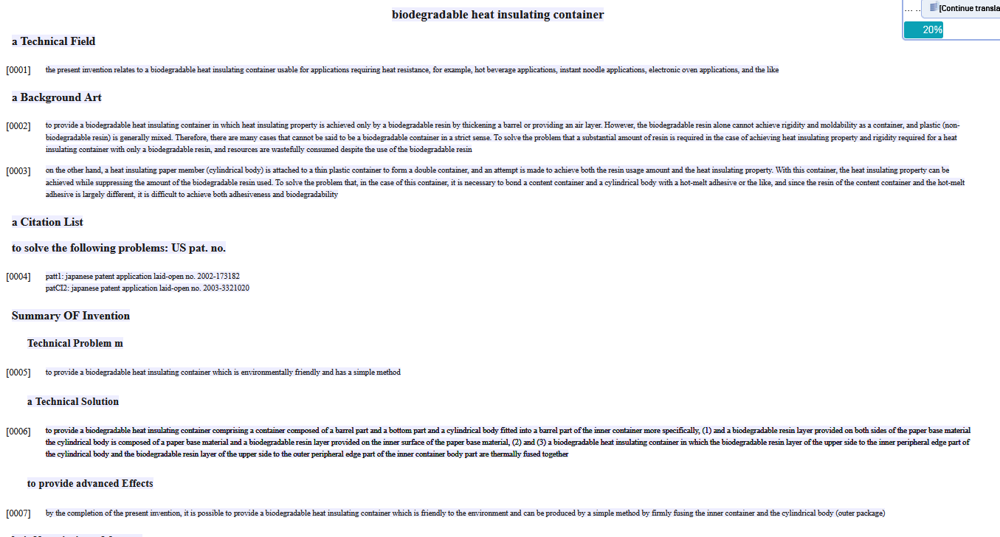 biodegradable heat insulating container
... ..
[Continue transla
20%
a Technical Field
[0001] the present invention relates to a biodegradable heat insulating container usable for applications requiring heat resistance, for example, hot beverage applications, instant noodle applications, electronic oven applications, and the like
a Background Art
[0002] to provide a biodegradable heat insulating container in which heat insulating property is achieved only by a biodegradable resin by thickening a barrel or providing an air layer. However, the biodegradable resin alone cannot achieve rigidity and moldability as a container, and plastic (non-
biodegradable resin) is generally mixed. Therefore, there are many cases that cannot be said to be a biodegradable container in a strict sense. To solve the problem that a substantial amount of resin is required in the case of achieving heat insulating property and rigidity required for a heat
insulating container with only a biodegradable resin, and resources are wastefully consumed despite the use of the biodegradable resin
[0003] on the other hand, a heat insulating paper member (cylindrical body) is attached to a thin plastic container to form a double container, and an attempt is made to achieve both the resin usage amount and the heat insulating property. With this container, the heat insulating property can be
achieved while suppressing the amount of the biodegradable resin used. To solve the problem that, in the case of this container, it is necessary to bond a content container and a cylindrical body with a hot-melt adhesive or the like, and since the resin of the content container and the hot-melt
adhesive is largely different, it is difficult to achieve both adhesiveness and biodegradability
a Citation List
to solve the following problems: US pat. no.
[0004] patt1: japanese patent application laid-open no. 2002-173182
patCI2: japanese patent application laid-open no. 2003-3321020
Summary OF Invention
Technical Problem m
[0005] to provide a biodegradable heat insulating container which is environmentally friendly and has a simple method
a Technical Solution
[0006] to provide a biodegradable heat insulating container comprising a container composed of a barrel part and a bottom part and a cylindrical body fitted into a barrel part of the inner container more specifically, (1) and a biodegradable resin layer provided on both sides of the paper base material
the cylindrical body is composed of a paper base material and a biodegradable resin layer provided on the inner surface of the paper base material, (2) and (3) a biodegradable heat insulating container in which the biodegradable resin layer of the upper side to the inner peripheral edge part of
the cylindrical body and the biodegradable resin layer of the upper side to the outer peripheral edge part of the inner container body part are thermally fused together
to provide advanced Effects
[0007] by the completion of the present invention, it is possible to provide a biodegradable heat insulating container which is friendly to the environment and can be produced by a simple method by firmly fusing the inner container and the cylindrical body (outer package)